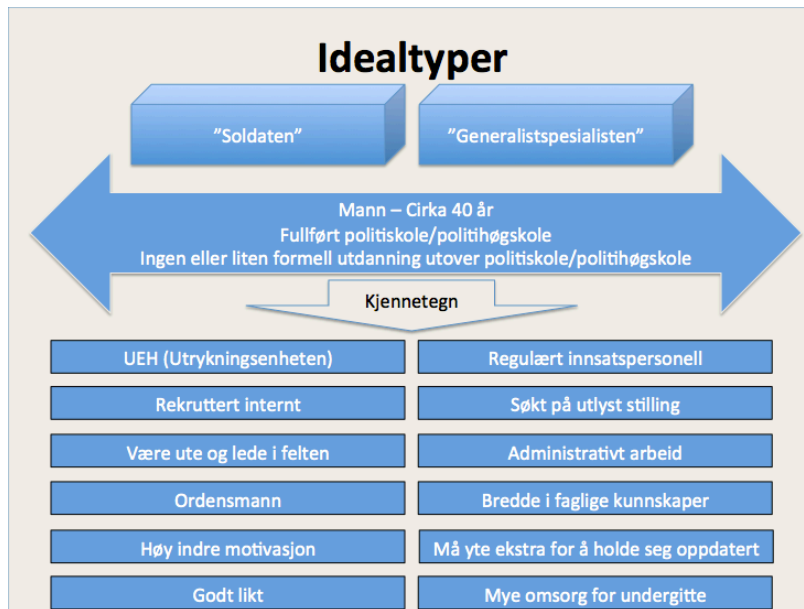 Idealtyper
”Soldaten”
”Generalistspesialisten”
Mann – Cirka 40 år
Fullført politiskole/politihøgskole
Ingen eller liten formell utdanning utover politiskole/politihøgskole
Kjennetegn
UEH (Utrykningsenheten)
Regulært innsatspersonell
Rekruttert internt
Søkt på utlyst stilling
Være ute og lede i felten
Administrativt arbeid
Ordensmann
Bredde i faglige kunnskaper
Høy indre motivasjon
Må yte ekstra for å holde seg oppdatert
Godt likt
Mye omsorg for undergitte